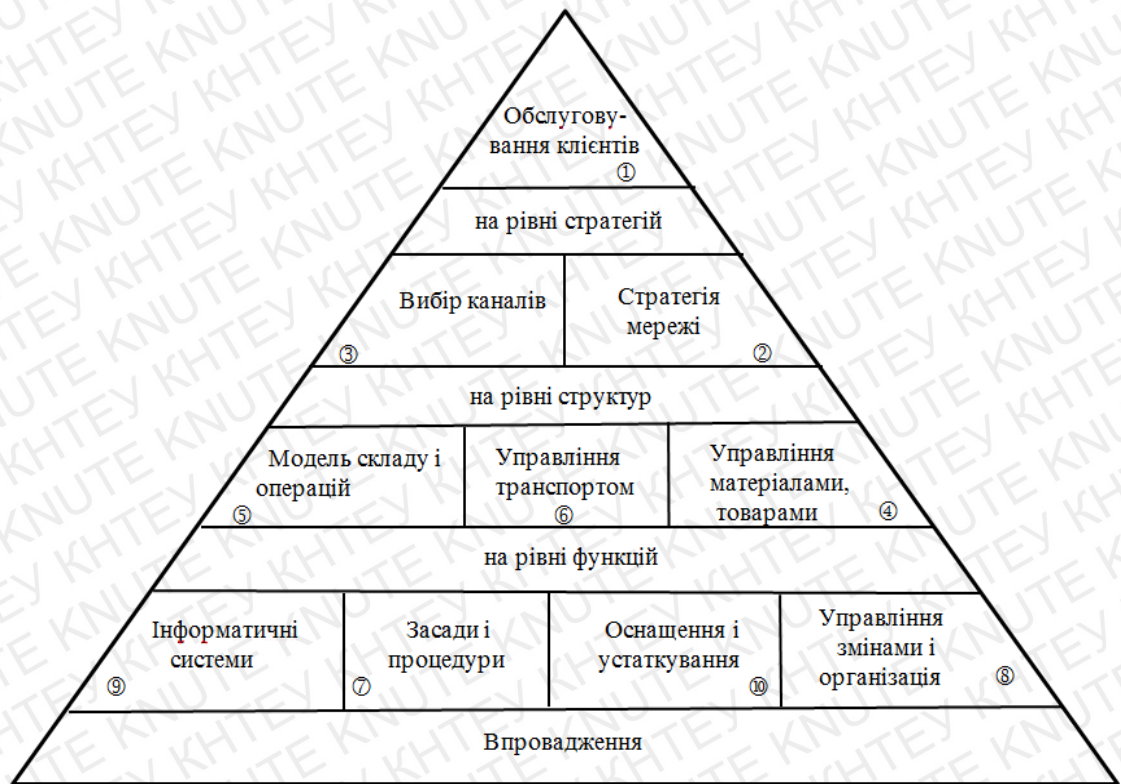 Обслугову-
вання клієнтів
①
на рівні стратегій
Вибір каналів
③
Стратегія
мережі
②
на рівні структур
Модель складу і
операцій
⑤
Управління
транспортом
⑥
Управління
матеріалами,
товарами
④
на рівні функцій
Інформатичні
системи
⑨
Засади і
процедури
⑦
Оснащення і
устаткування
⑩
Управління
змінами і
організація
⑧
Впровадження
KNUTE КНТЕУ